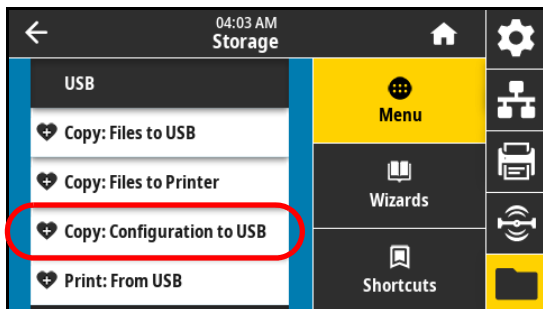 04:03 AM
Storage
USB
Copy: Files to USB
Copy: Files to Printer
Copy: Configuration to USB
Print: From USB
Menu
Wizards
Shortcuts